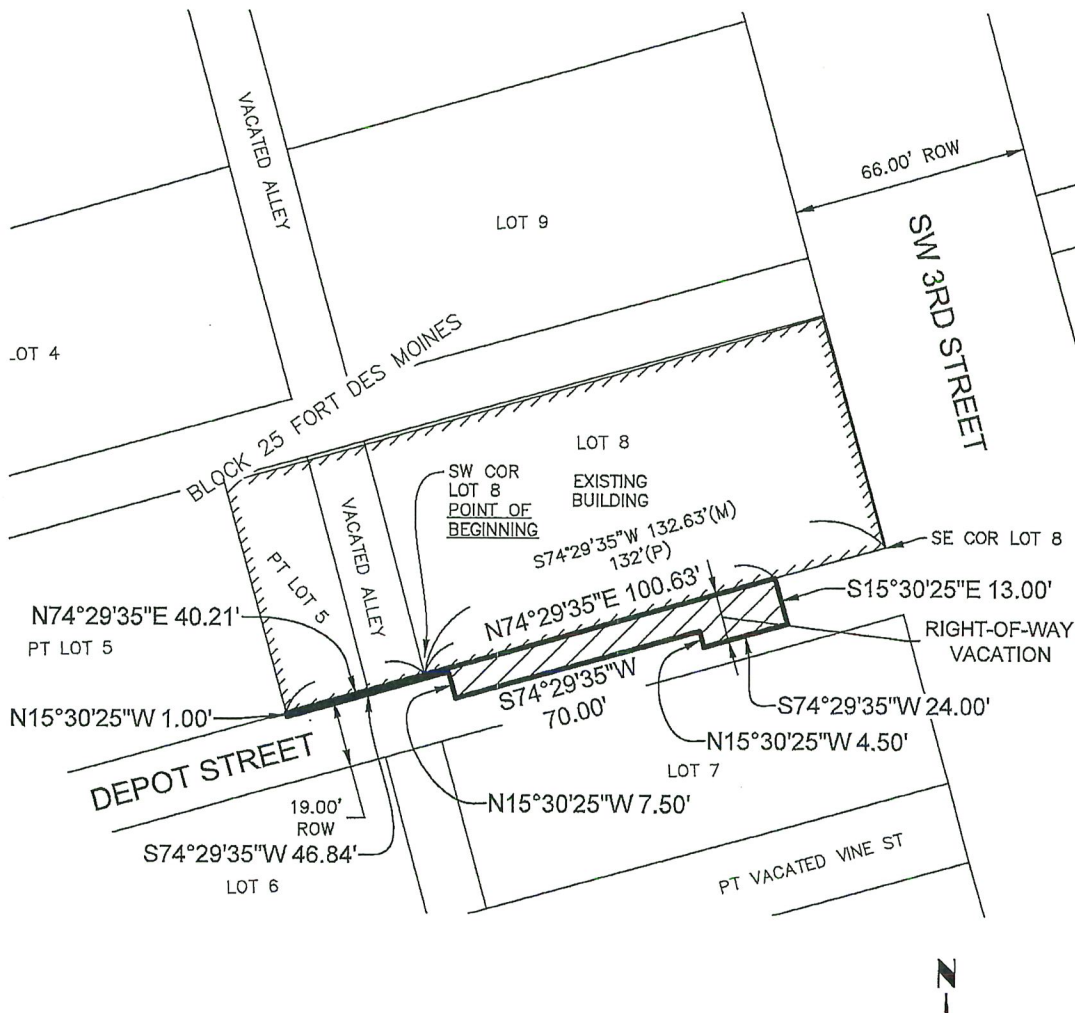 VACATED ALLEY
66.00' ROW
LOT 9
SW 3RD STREET
LOT 4
BLOCK 25 FORT DES MOINES
LOT 8
SW COR
LOT 8
POINT OF
BEGINNING
EXISTING
BUILDING
VACATED ALLEY
PT LOT 5
S74°29'35"W 132.63'(M)
132'(P)
SE COR LOT 8
N74°29'35"E 100.63'
S15°30'25"E 13.00'
N74°29'35"E 40.21'
PT LOT 5
RIGHT-OF-WAY
VACATION
S74°29'35"W
70.00'
S74°29'35"W 24.00'
N15°30'25"W 1.00'
N15°30'25"W 4.50'
LOT 7
DEPOT STREET
N15°30'25"W 7.50'
19.00'
ROW
S74°29'35"W 46.84'
LOT 6
PT VACATED VINE ST
N